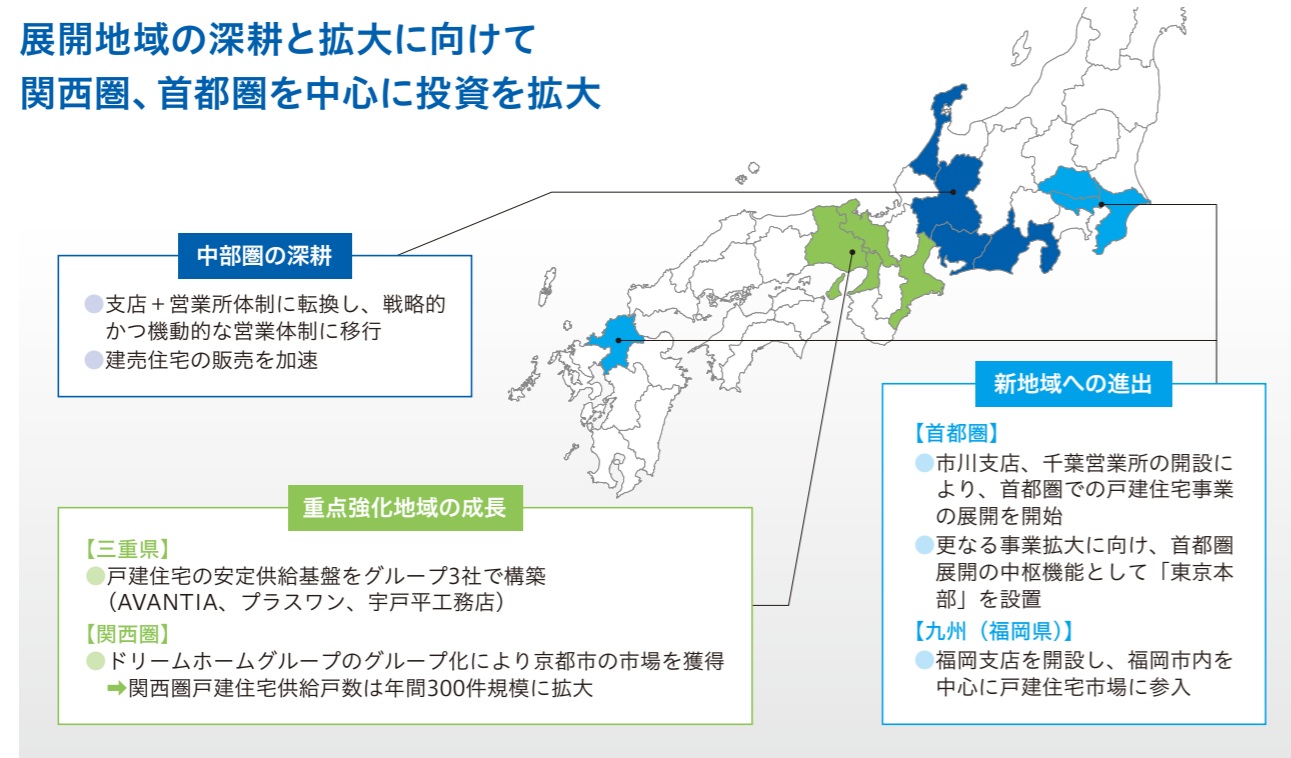 展開地域の深耕と拡大に向けて
関西圏、首都圏を中心に投資を拡大
中部圏の深耕
●支店＋営業所体制に転換し、戦略的
かつ機動的な営業体制に移行
●建売住宅の販売を加速
重点強化地域の成長
【三重県】
●戸建住宅の安定供給基盤をグループ3社で構築
（AVANTIA、プラスワン、宇戸平工務店）
【関西圏】
●ドリームホームグループのグループ化により京都市の市場を獲得
➡関西圏戸建住宅供給戸数は年間300件規模に拡大
新地域への進出
【首都圏】
●市川支店、千葉営業所の開設に
より、首都圏での戸建住宅事業
の展開を開始
●更なる事業拡大に向け、首都圏
展開の中枢機能として「東京本
部」を設置
【九州（福岡県）】
●福岡支店を開設し、福岡市内を
中心に戸建住宅市場に参入